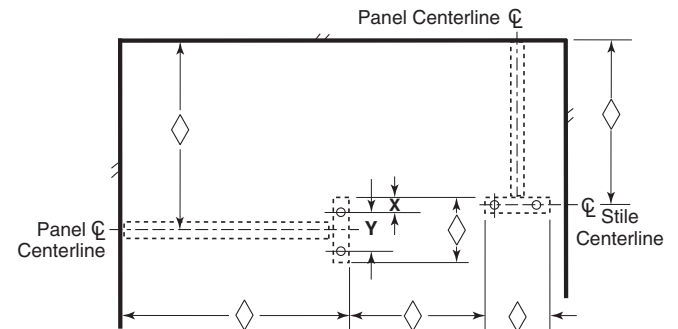 Panel Centerline ℄
X
Y
℄ Stile
Centerline
Panel ℄
Centerline